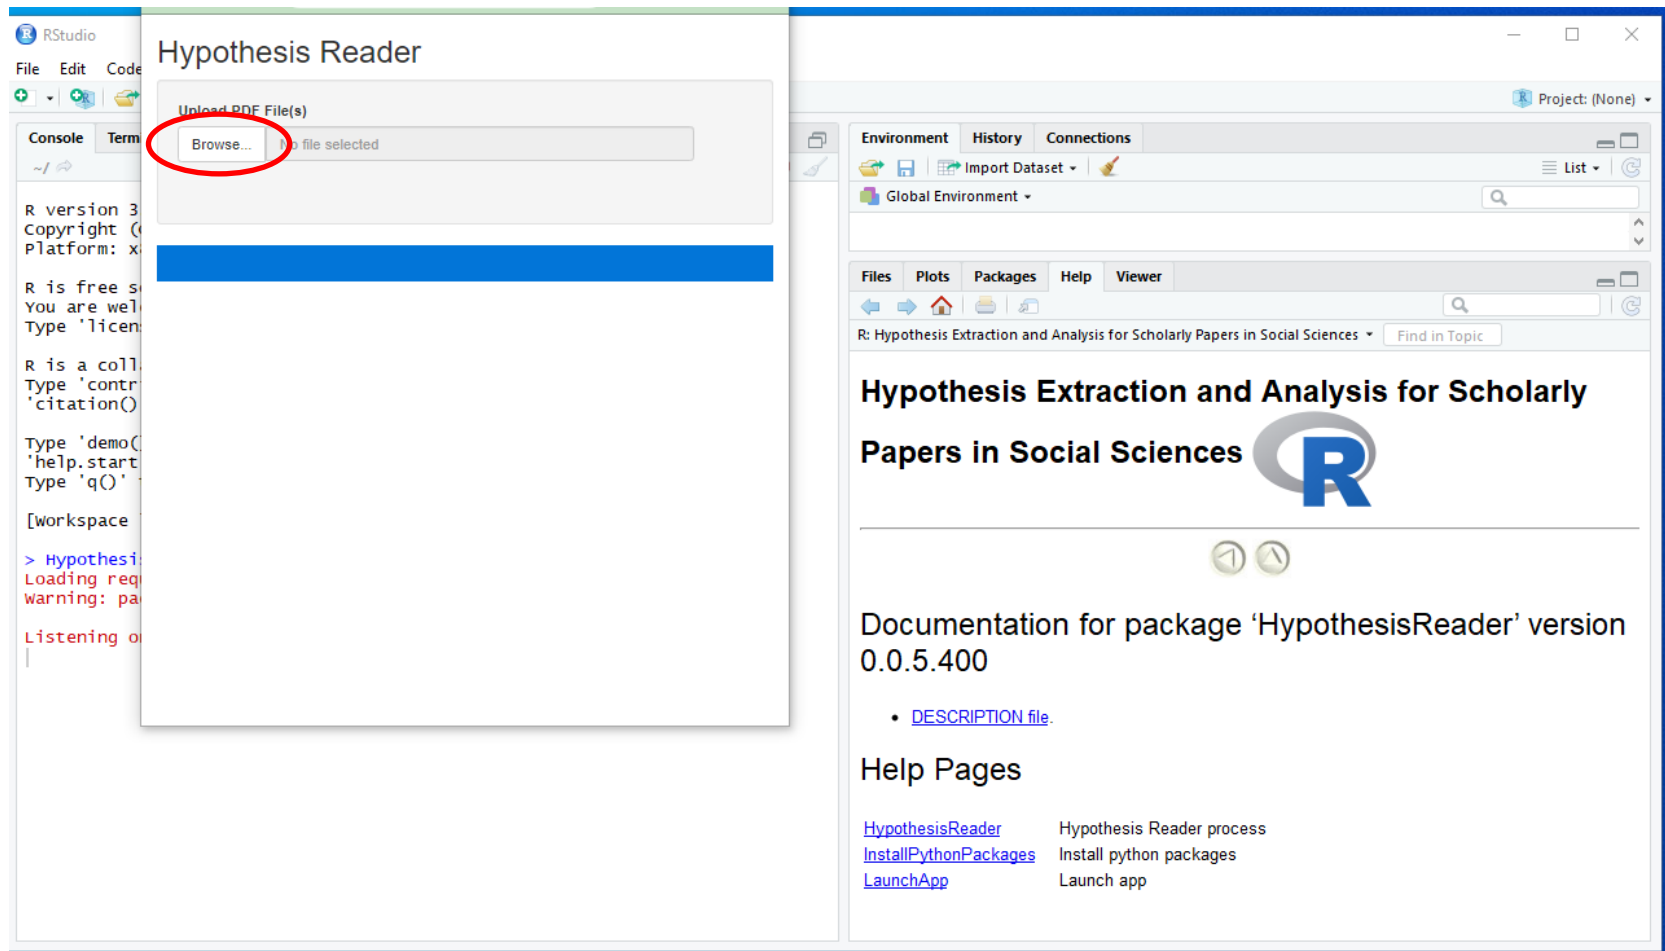 RStudio
File Edit Code
Project: (None)
Hypothesis Reader
Upload PDF File(s)
Browse... No file selected
Console Term
~/
R version 3
Copyright (
Platform: x
R is free s
You are wel
Type 'licen
R is a coll
Type 'contr
'citation()
Type 'demo(
'help.start
Type 'q()'
[Workspace
> Hypothesi
Loading req
Warning: pa
Listening o
Environment History Connections
Import Dataset List
Global Environment
Files Plots Packages Help Viewer
R: Hypothesis Extraction and Analysis for Scholarly Papers in Social Sciences Find in Topic
Hypothesis Extraction and Analysis for Scholarly
Papers in Social Sciences R
Documentation for package ‘HypothesisReader’ version
0.0.5.400
• DESCRIPTION file.
Help Pages
HypothesisReader Hypothesis Reader process
InstallPythonPackages Install python packages
LaunchApp Launch app